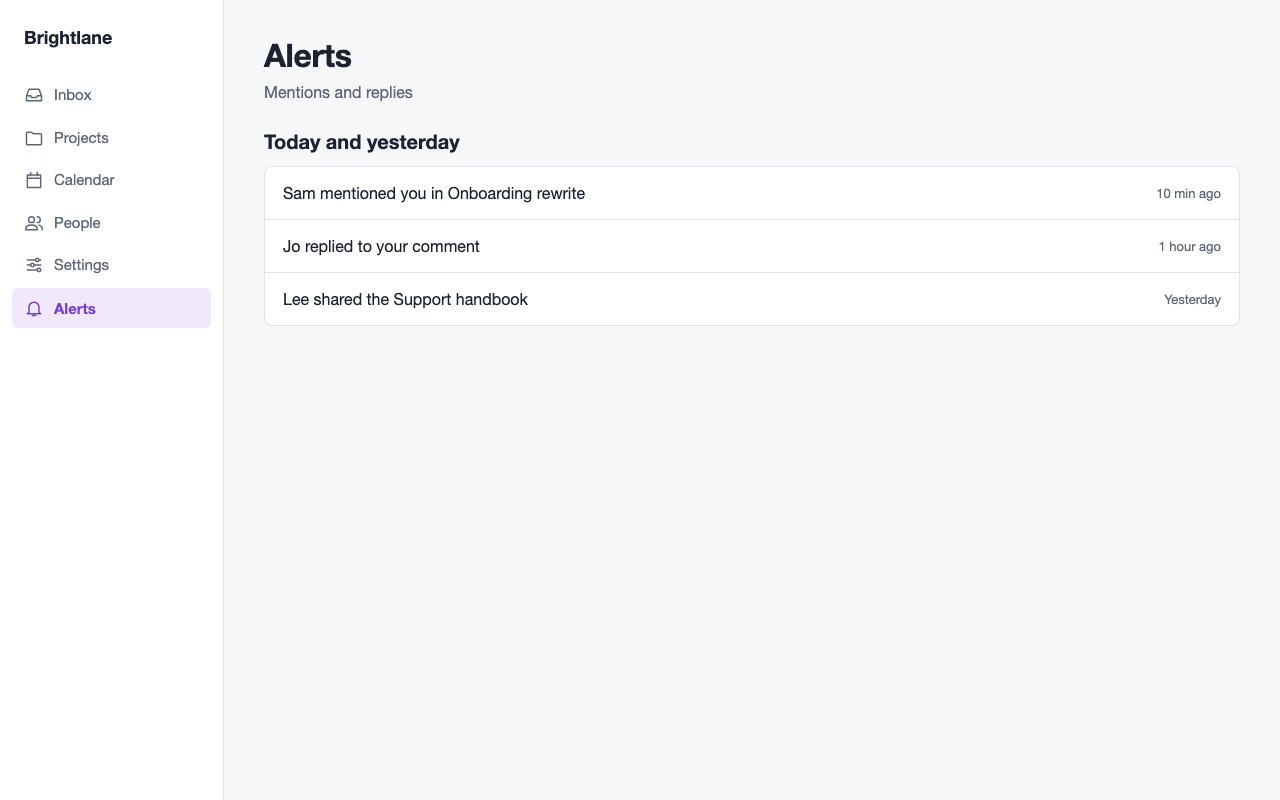 Brightlane
Inbox
Projects
Calendar
People
Settings
Alerts
Alerts
Mentions and replies
Today and yesterday
Sam mentioned you in Onboarding rewrite 10 min ago
Jo replied to your comment 1 hour ago
Lee shared the Support handbook Yesterday